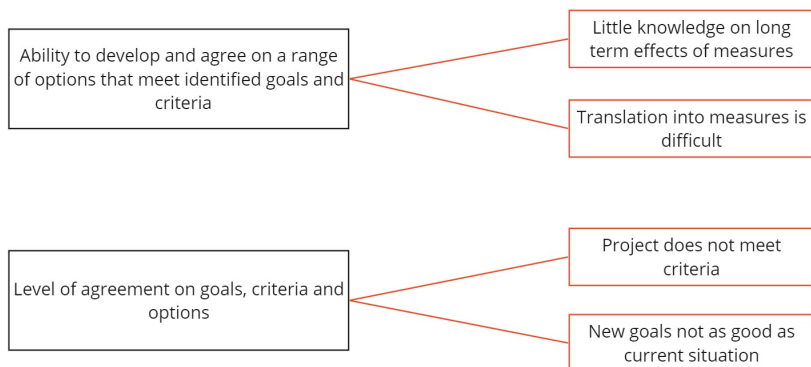 Ability to develop and agree on a range
of options that meet identified goals and
criteria
Little knowledge on long
term effects of measures
Translation into measures is
difficult
Level of agreement on goals, criteria and
options
Project does not meet
criteria
New goals not as good as
current situation